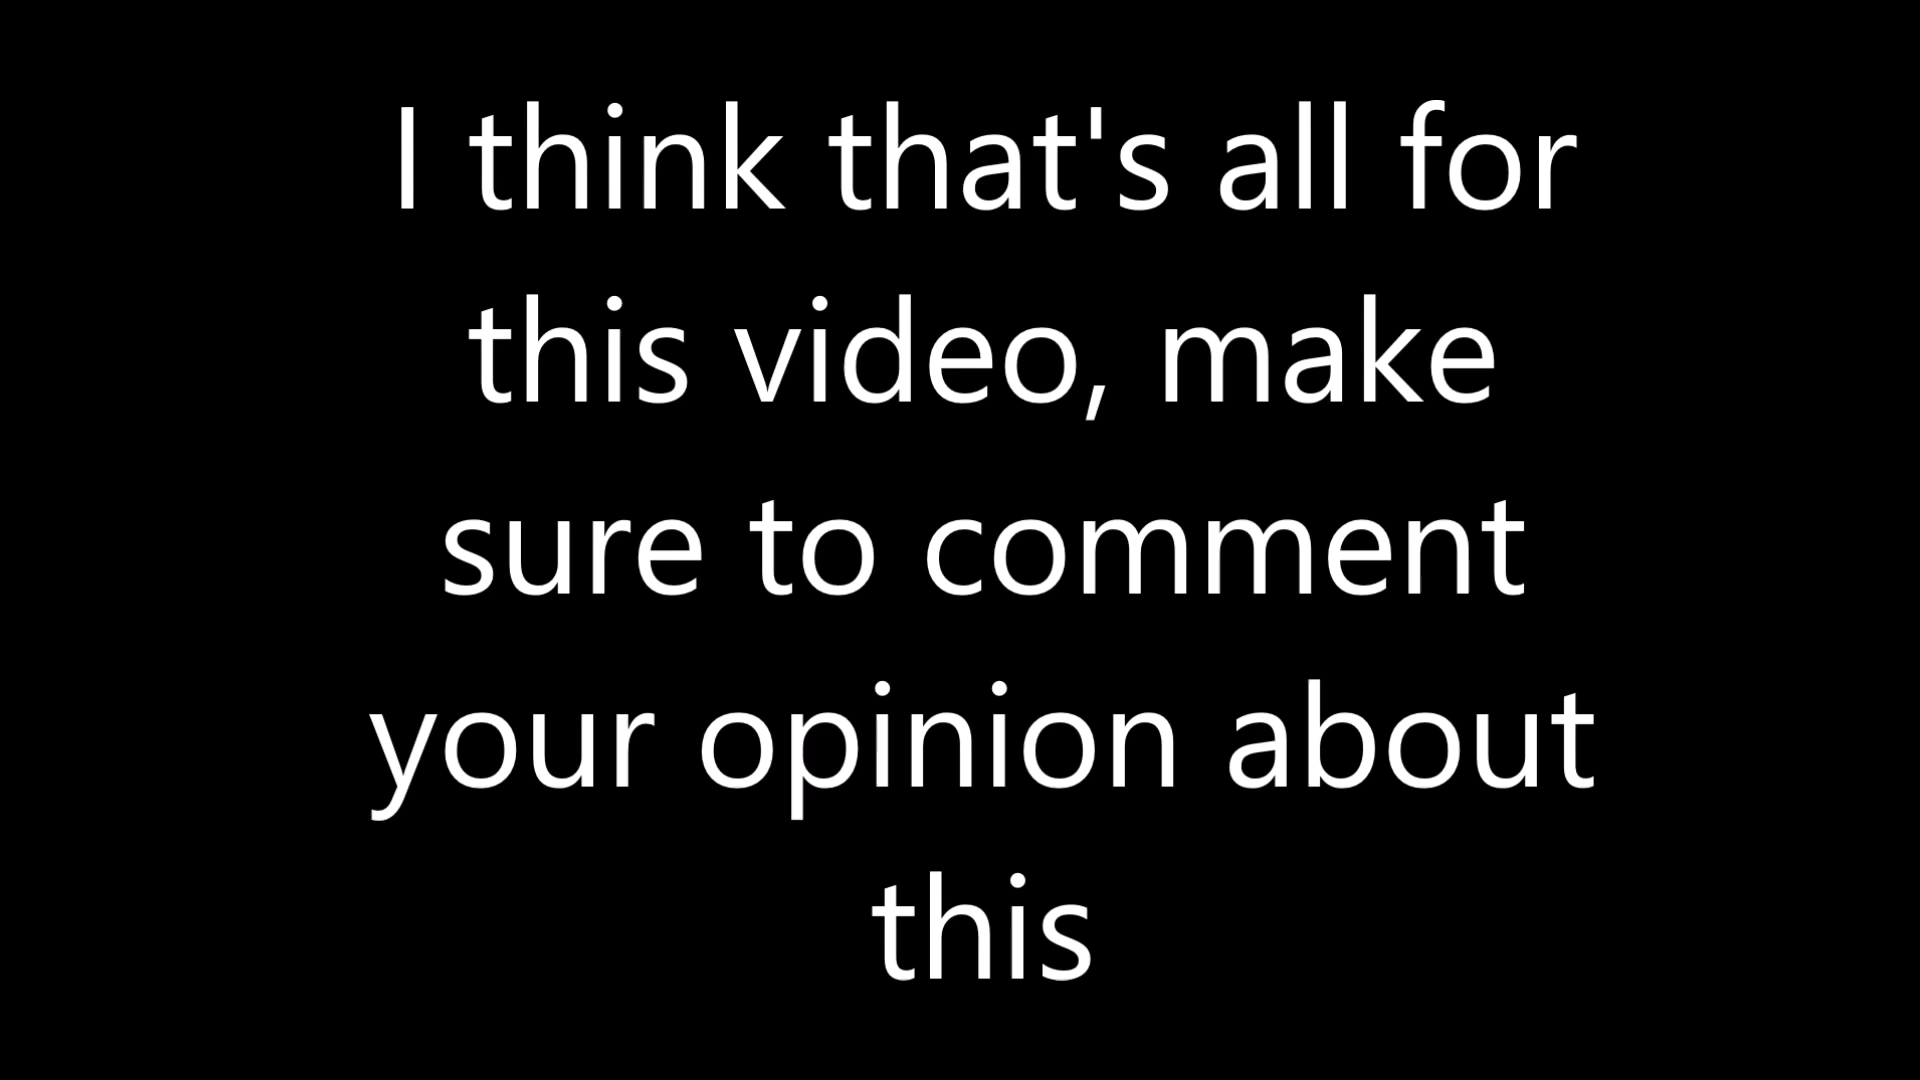 I think that's all for
this video, make
sure to comment
your opinion about
this